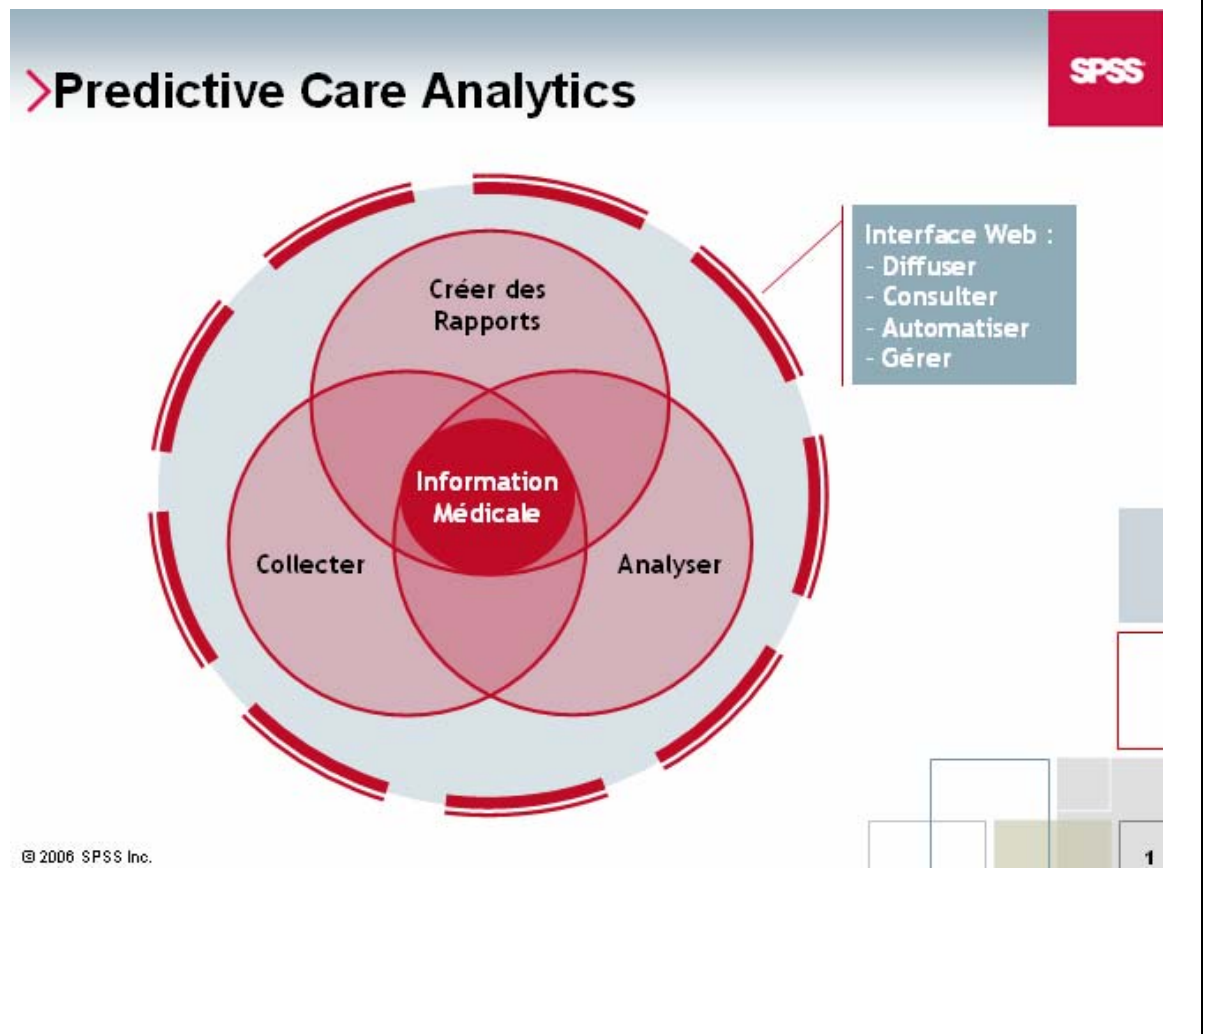 Predictive Care Analytics
SPSS
Créer des
Rapports
Interface Web :
- Diffuser
- Consulter
- Automatiser
- Gérer
Information
Médicale
Collecter
Analyser
© 2006 SPSS Inc.
1